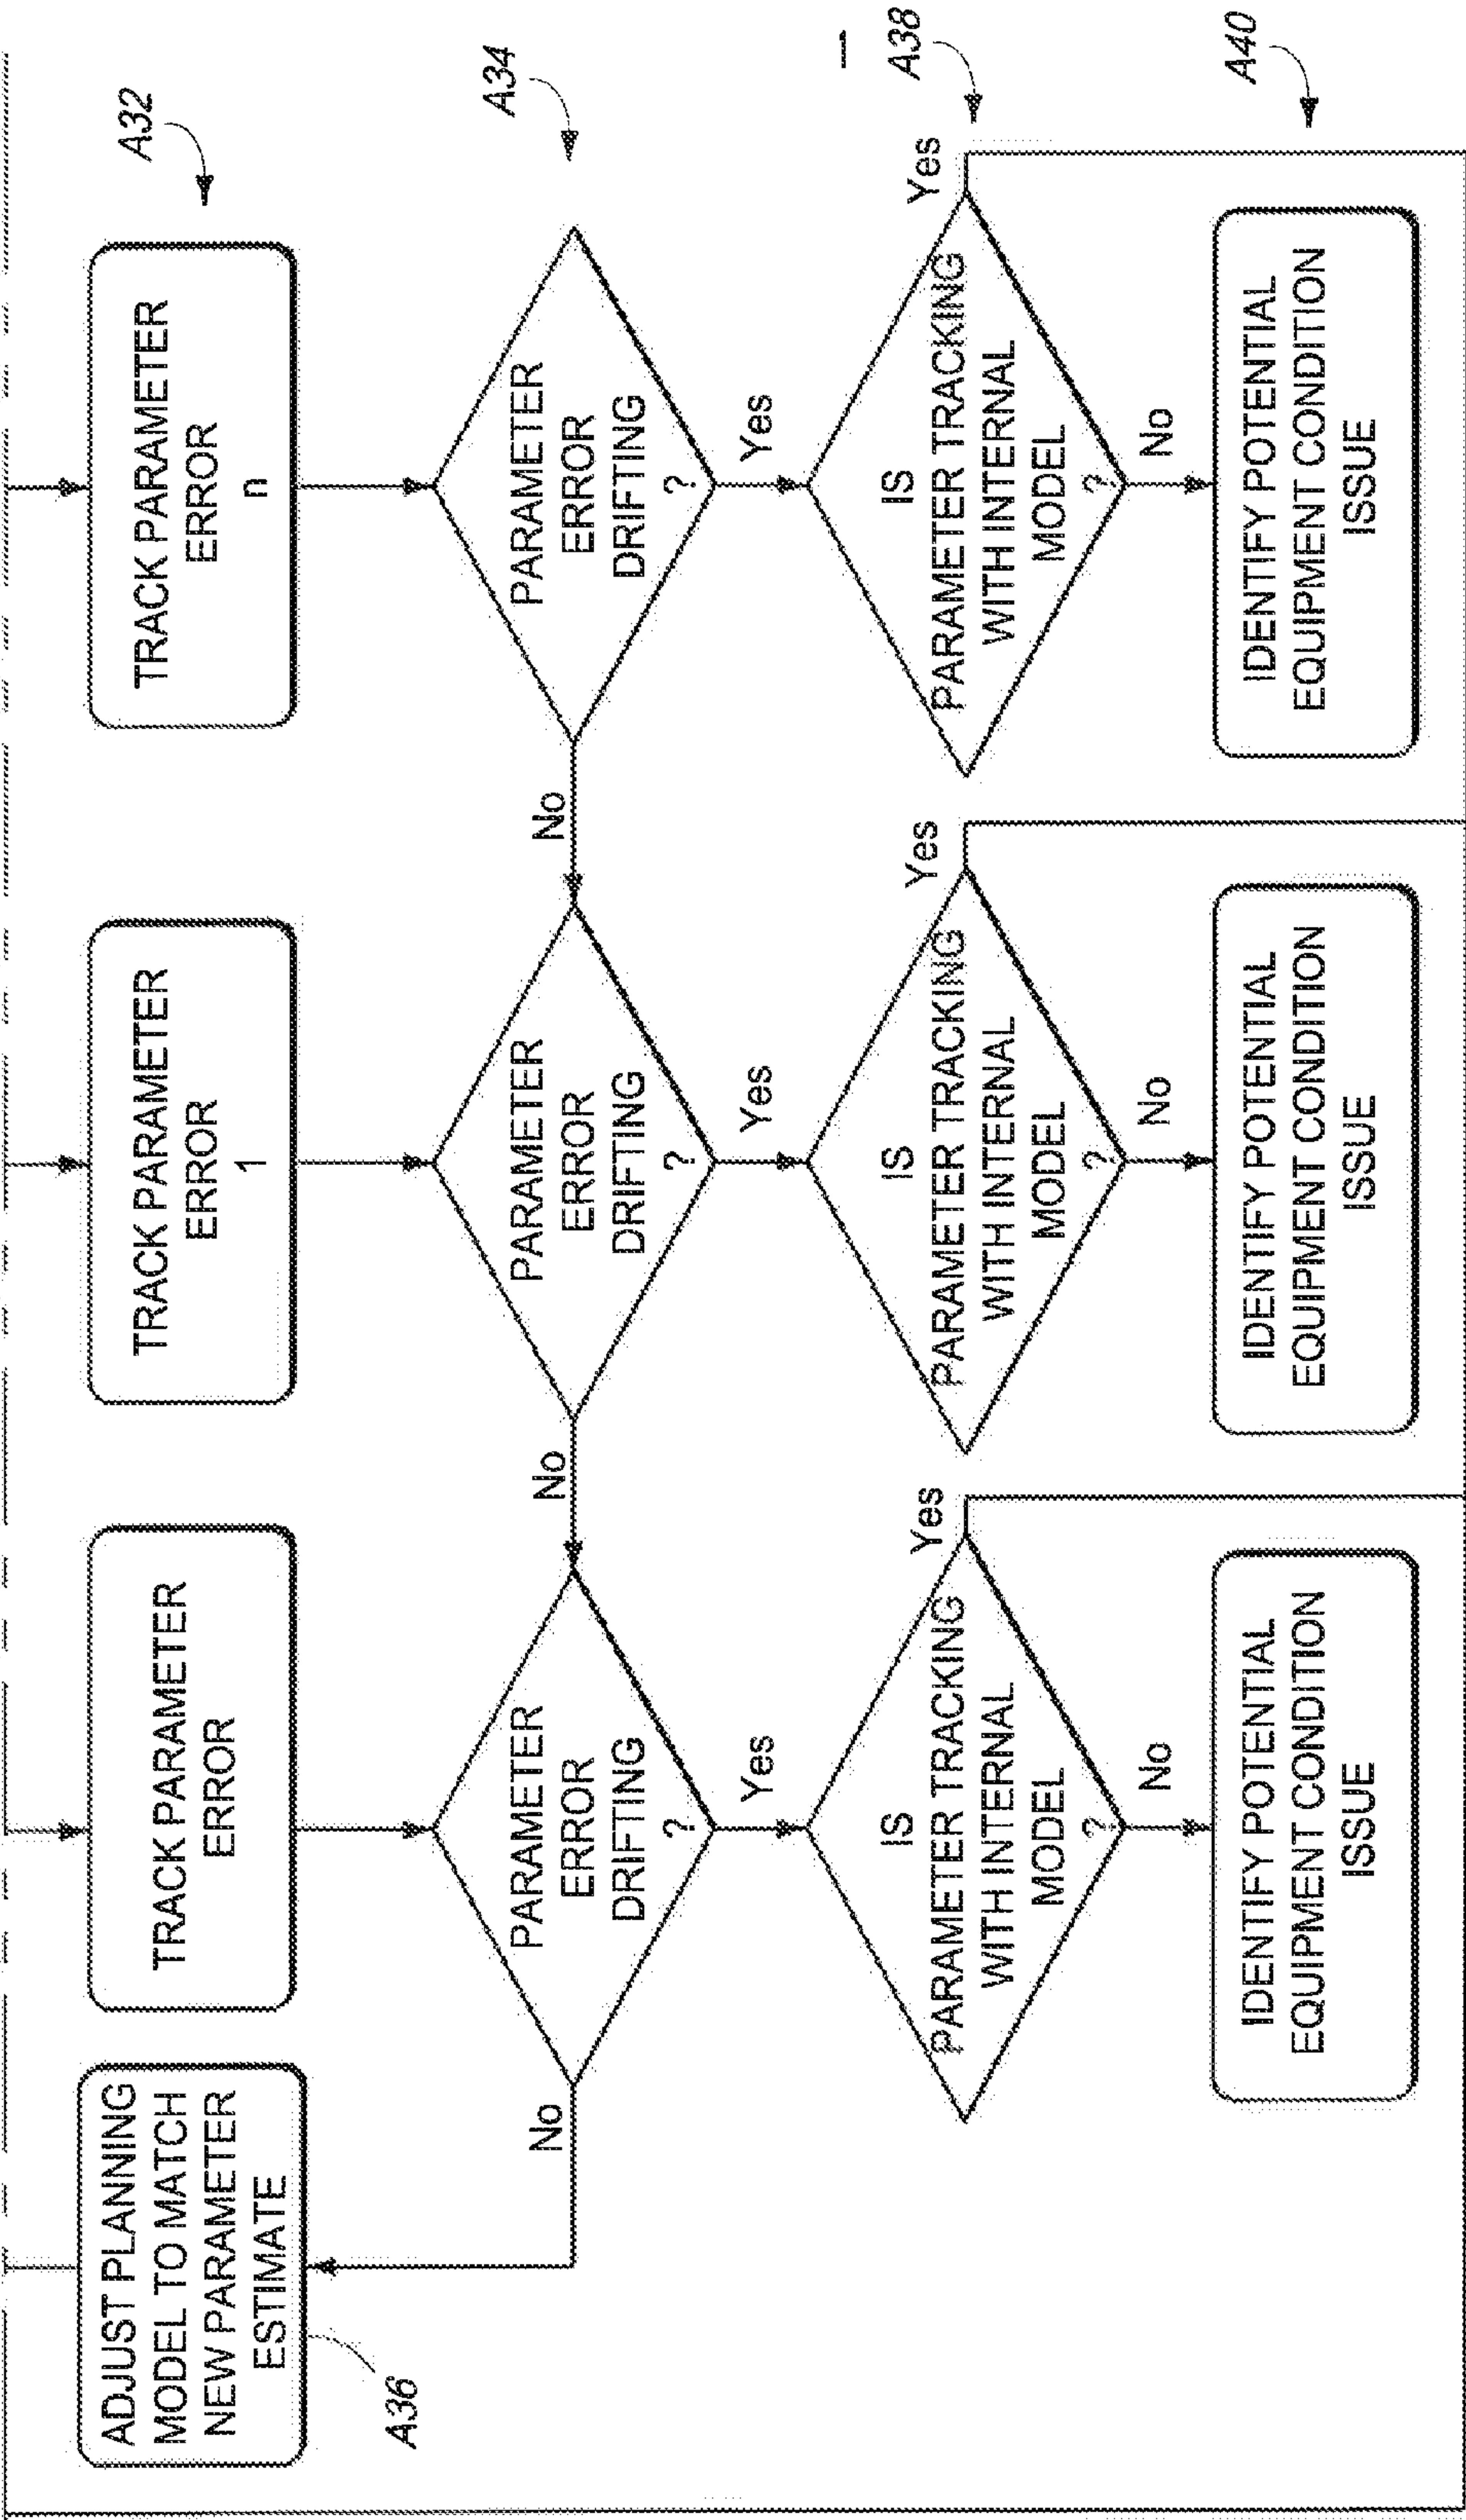 A32
A34
A38
A40
ADJUST PLANNING
MODEL TO MATCH
NEW PARAMETER
ESTIMATE
A36
TRACK PARAMETER
ERROR
TRACK PARAMETER
ERROR
1
TRACK PARAMETER
ERROR
n
No
PARAMETER
ERROR
DRIFTING
?
No
PARAMETER
ERROR
DRIFTING
?
No
PARAMETER
ERROR
DRIFTING
?
Yes
Yes
Yes
IS
PARAMETER TRACKING
WITH INTERNAL
MODEL
?
Yes
IS
PARAMETER TRACKING
WITH INTERNAL
MODEL
?
Yes
IS
PARAMETER TRACKING
WITH INTERNAL
MODEL
?
Yes
No
No
No
IDENTIFY POTENTIAL
EQUIPMENT CONDITION
ISSUE
IDENTIFY POTENTIAL
EQUIPMENT CONDITION
ISSUE
IDENTIFY POTENTIAL
EQUIPMENT CONDITION
ISSUE